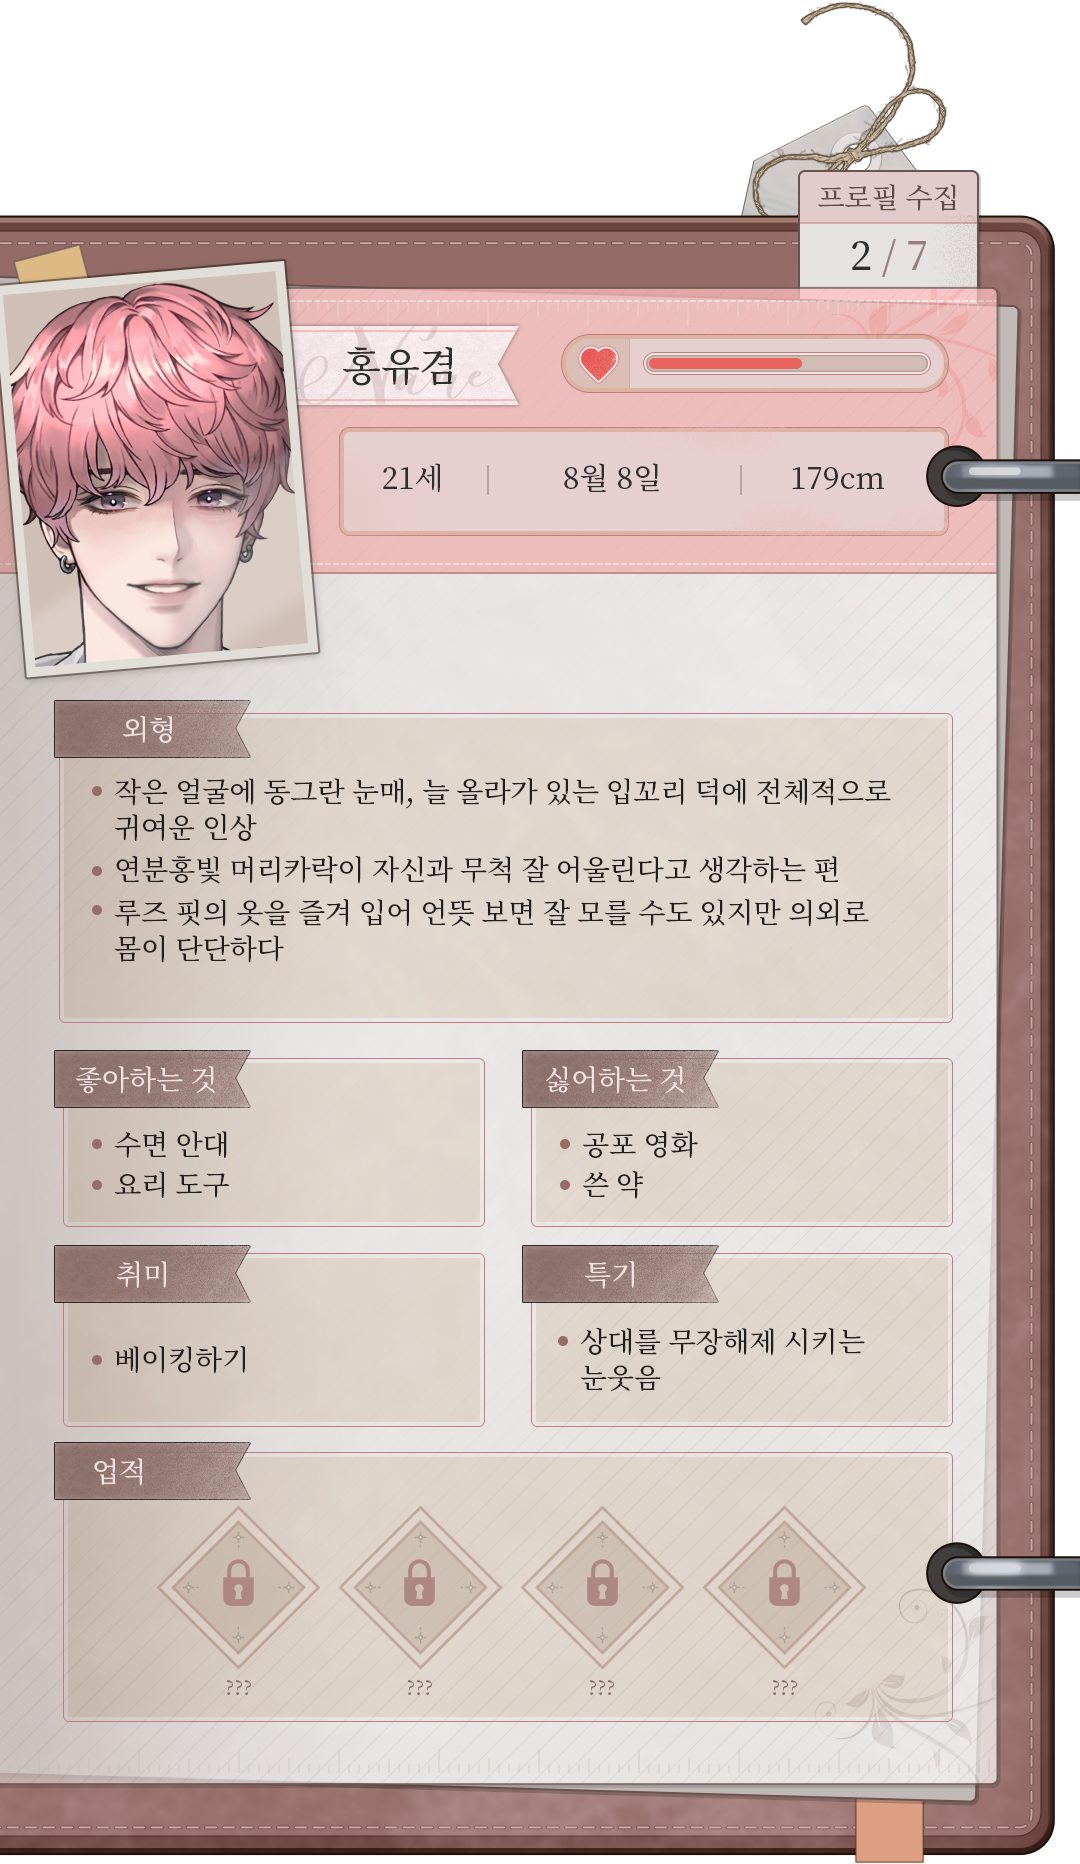 프로필 수집
2 / 7
홍유겸
21세
8월 8일
179cm
외형
작은 얼굴에 동그란 눈매, 늘 올라가 있는 입꼬리 덕에 전체적으로
귀여운 인상
연분홍빛 머리카락이 자신과 무척 잘 어울린다고 생각하는 편
루즈 핏의 옷을 즐겨 입어 언뜻 보면 잘 모를 수도 있지만 의외로
몸이 단단하다
좋아하는 것
수면 안대
요리 도구
싫어하는 것
공포 영화
쓴 약
취미
베이킹하기
특기
상대를 무장해제 시키는
눈웃음
업적
???
???
???
???